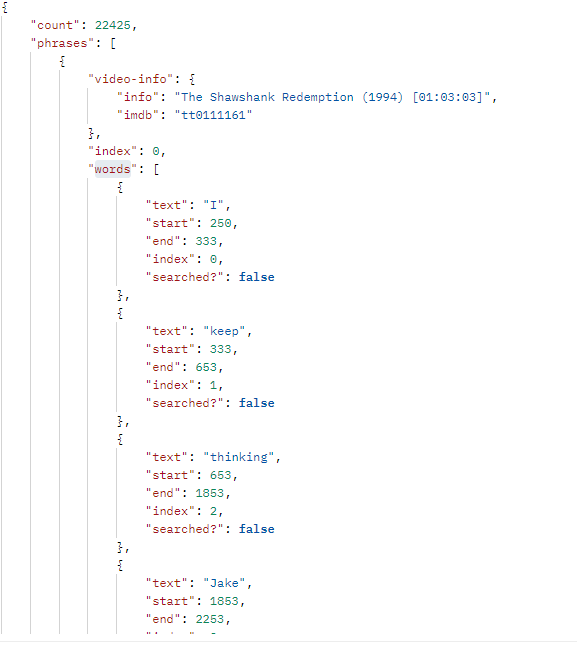 {
"count": 22425,
"phrases": [
{
"video-info": {
"info": "The Shawshank Redemption (1994) [01:03:03]",
"imdb": "tt0111161"
},
"index": 0,
"words": [
{
"text": "I",
"start": 250,
"end": 333,
"index": 0,
"searched?": false
},
{
"text": "keep",
"start": 333,
"end": 653,
"index": 1,
"searched?": false
},
{
"text": "thinking",
"start": 653,
"end": 1853,
"index": 2,
"searched?": false
},
{
"text": "Jake",
"start": 1853,
"end": 2253,